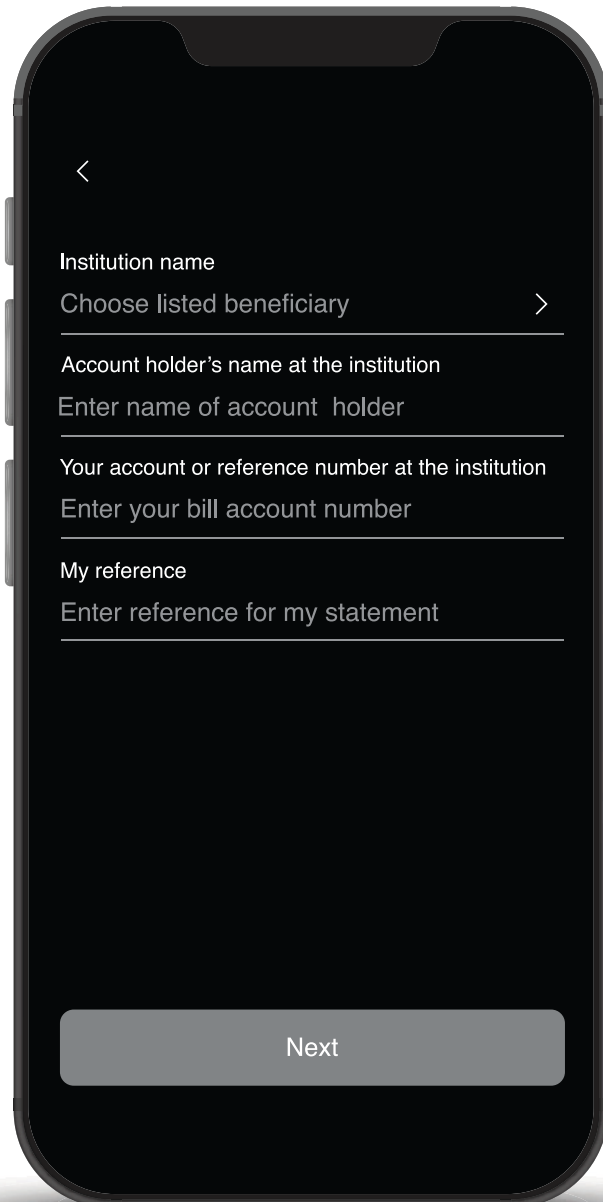 Institution name
Choose listed beneficiary
Account holder’s name at the institution
Enter name of account holder
Your account or reference number at the institution
Enter your bill account number
My reference
Enter reference for my statement
Next